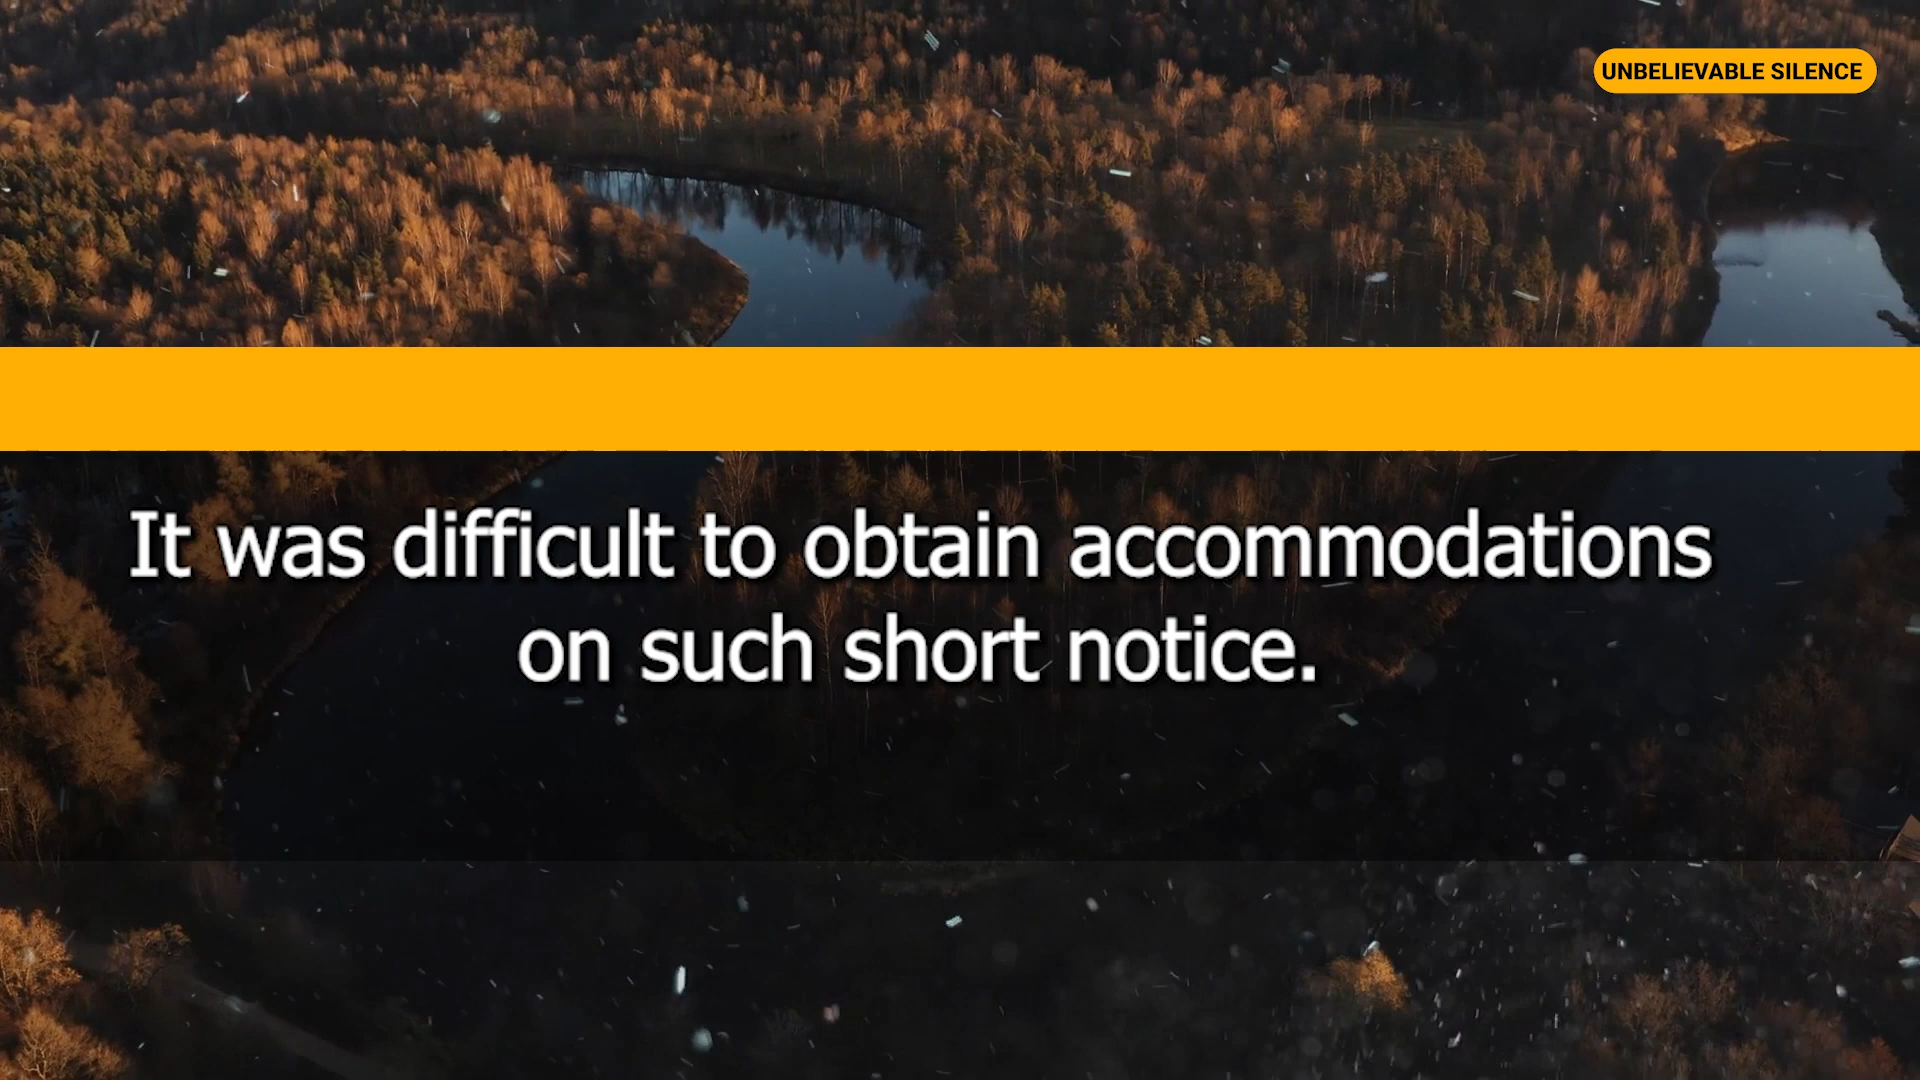 UNBELIEVABLE SILENCE
It was difficult to obtain accommodations
on such short notice.